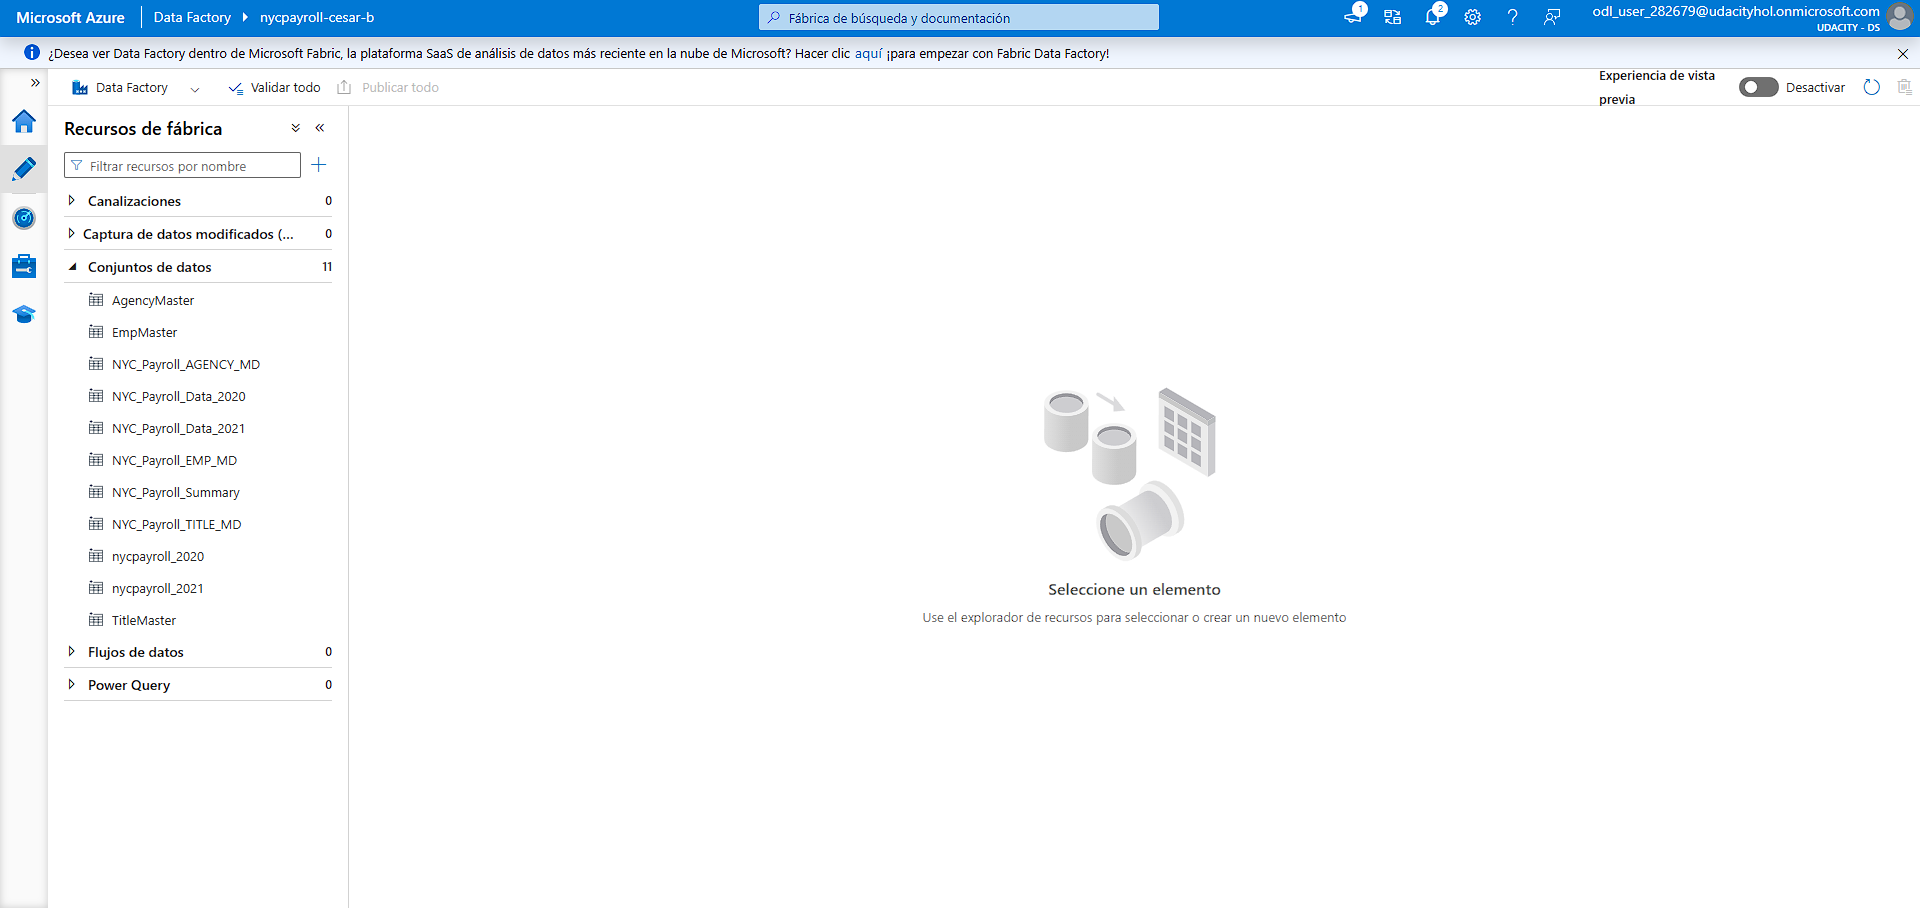 Microsoft Azure
Data Factory
nycpayroll-cesar-b
Fábrica de búsqueda y documentación
1
2
odl_user_282679@udacityhol.onmicrosoft.com
UDACITY - DS
¿Desea ver Data Factory dentro de Microsoft Fabric, la plataforma SaaS de análisis de datos más reciente en la nube de Microsoft? Hacer clic aquí ¡para empezar con Fabric Data Factory!
Data Factory
Validar todo
Publicar todo
Experiencia de vista
previa
Desactivar
Recursos de fábrica
Filtrar recursos por nombre
Canalizaciones 0
Captura de datos modificados (... 0
Conjuntos de datos 11
AgencyMaster
EmpMaster
NYC_Payroll_AGENCY_MD
NYC_Payroll_Data_2020
NYC_Payroll_Data_2021
NYC_Payroll_EMP_MD
NYC_Payroll_Summary
NYC_Payroll_TITLE_MD
nycpayroll_2020
nycpayroll_2021
TitleMaster
Flujos de datos 0
Power Query 0
Seleccione un elemento
Use el explorador de recursos para seleccionar o crear un nuevo elemento